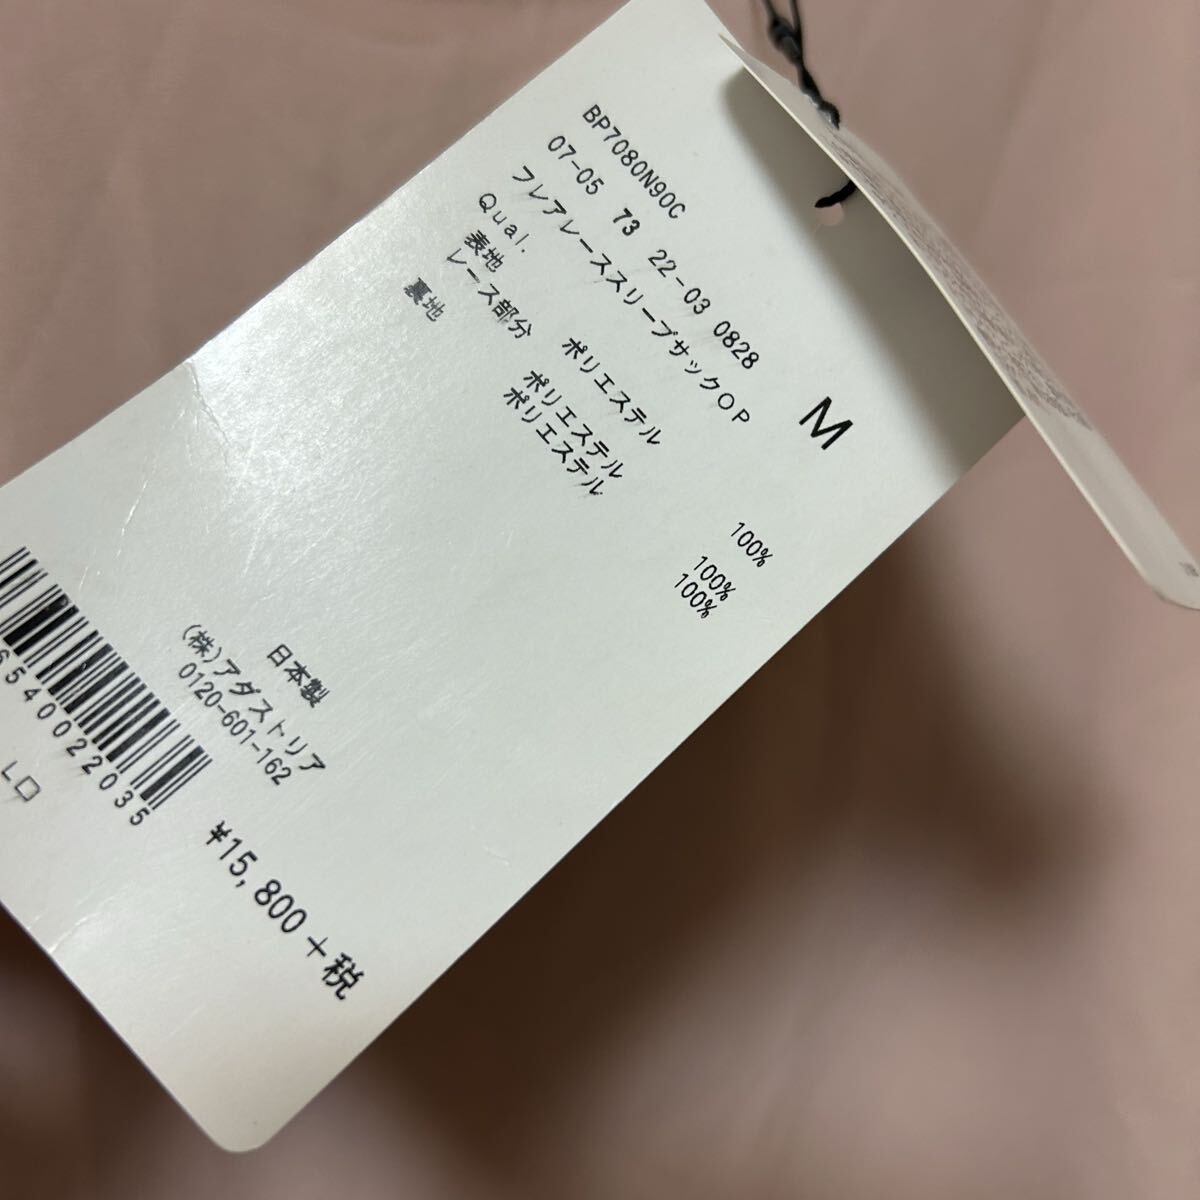 BP7080N90C
07-05 73 22-03 0828
フレアレーススリーブサックOP
M
Qual.
表地 ポリエステル 100%
レース部分 ポリエステル 100%
裏地 ポリエステル 100%
日本製
(株)アダストリア
0120-601-162
65400022035
L口
¥15,800+税